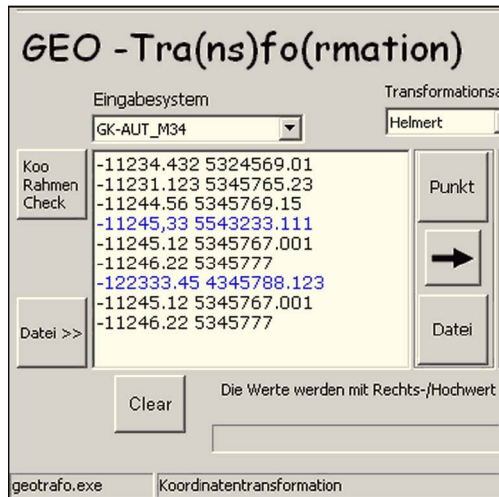 GEO -Tra(ns)fo(rmation)
Eingabesystem
Transformationsa
GK-AUT_M34
Helmert
Koo
Rahmen
Check
-11234.432 5324569.01
-11231.123 5345765.23
-11244.56 5345769.15
-11245,33 5543233.111
-11245.12 5345767.001
-11246.22 5345777
-122333.45 4345788.123
-11245.12 5345767.001
-11246.22 5345777
Punkt
Datei >>
Datei
Clear
Die Werte werden mit Rechts-/Hochwert
geotrafo.exe
Koordinatentransformation